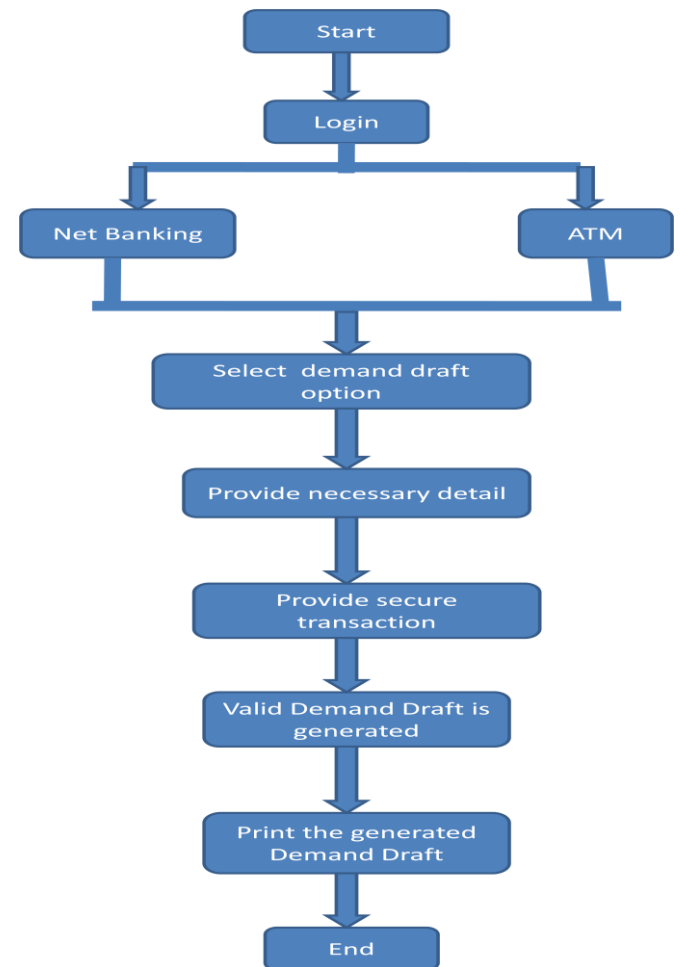 Start
Login
Net Banking
ATM
Select demand draft
option
Provide necessary detail
Provide secure
transaction
Valid Demand Draft is
generated
Print the generated
Demand Draft
End